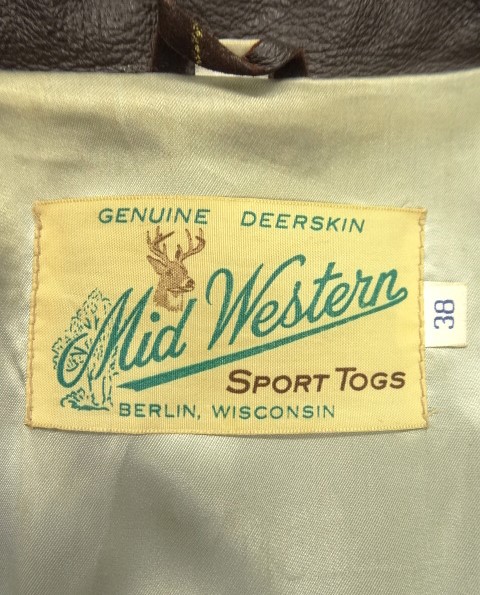 GENUINE DEERSKIN
Mid Western
SPORT TOGS
BERLIN, WISCONSIN
38